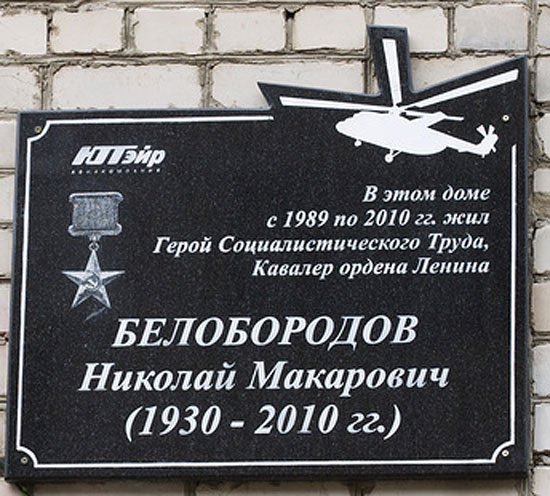 ЮТэйр
авиакомпания
В этом доме
с 1989 по 2010 гг. жил
Герой Социалистического Труда,
Кавалер ордена Ленина
БЕЛОБОРОДОВ
Николай Макарович
(1930 - 2010 гг.)